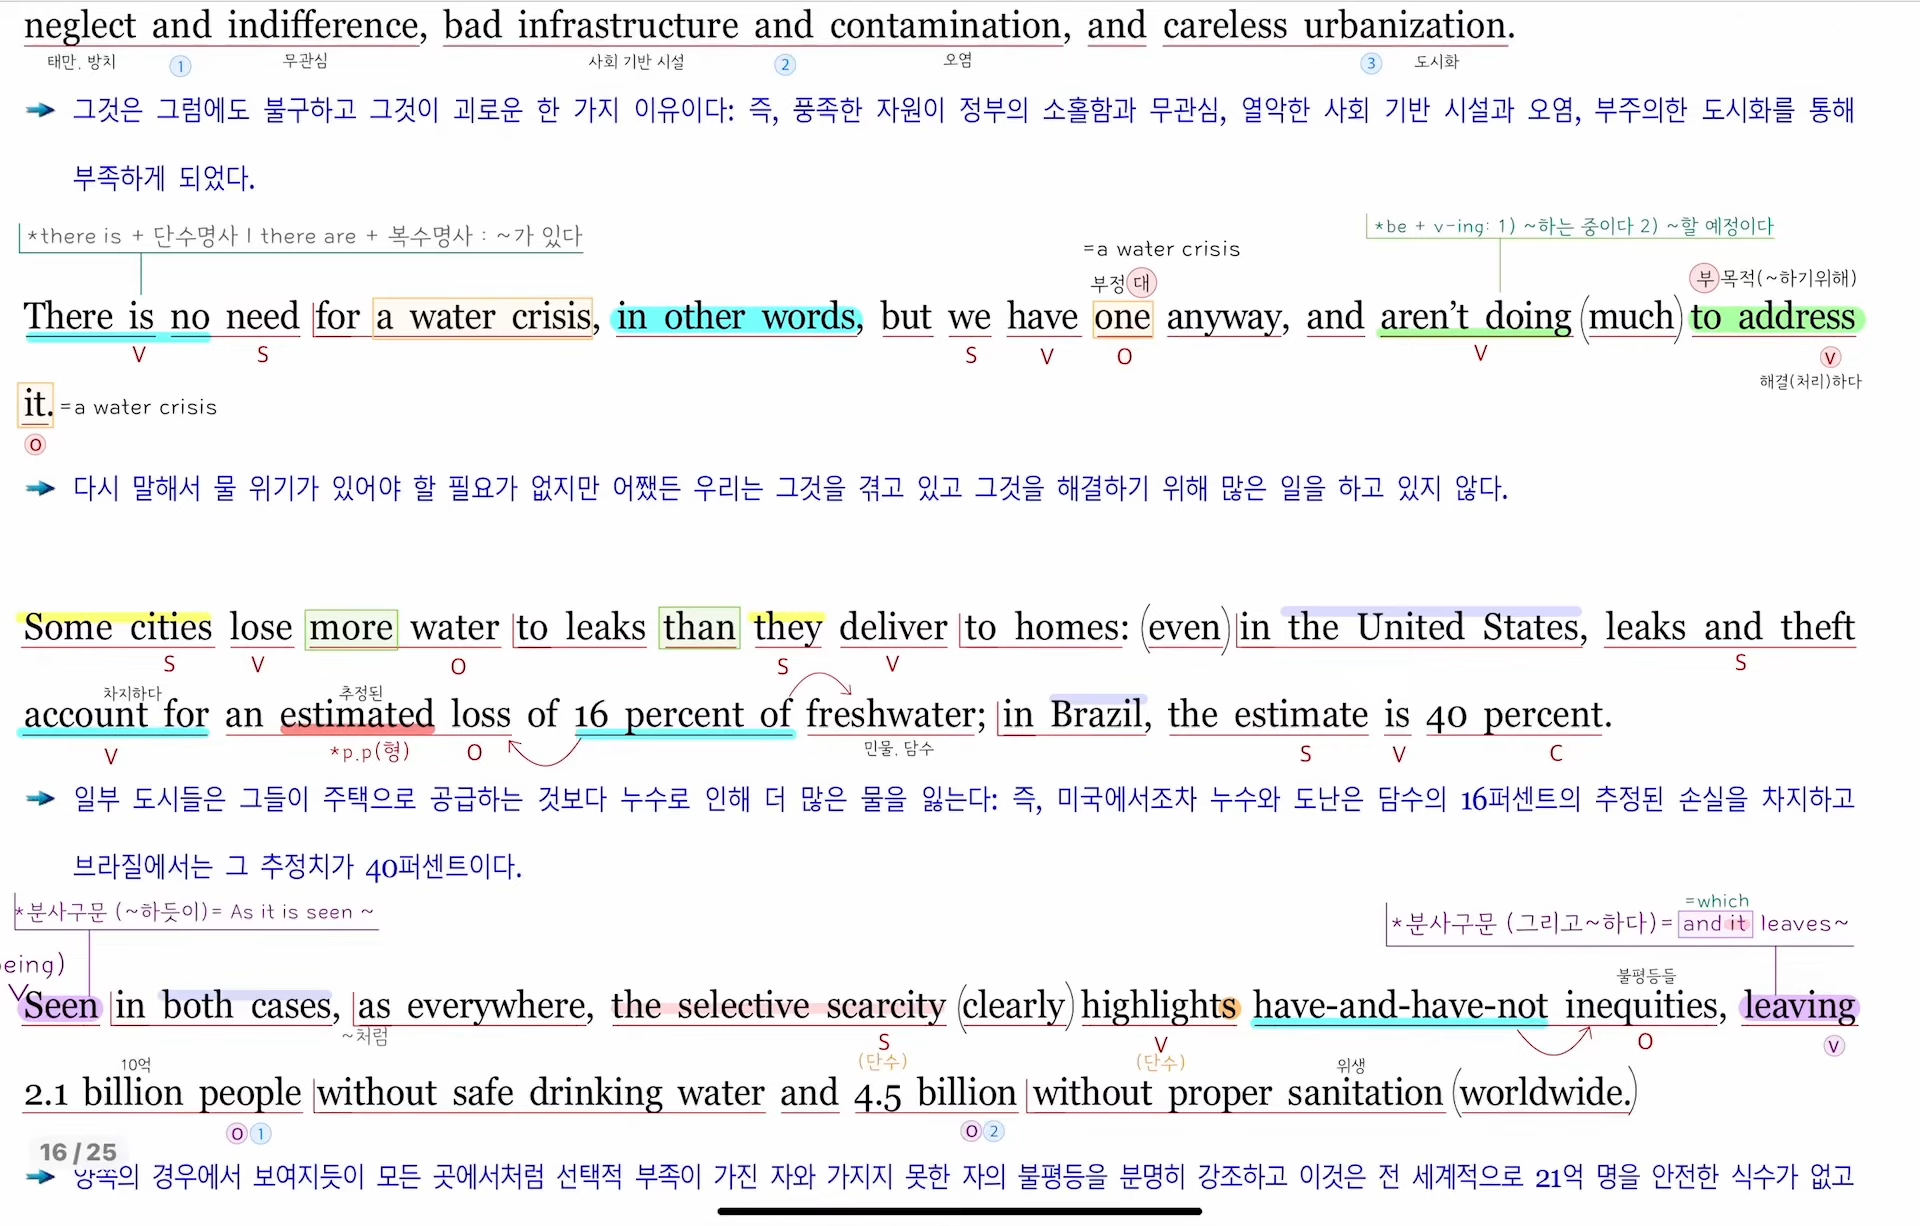 neglect and indifference, bad infrastructure and contamination, and careless urbanization.
태만, 방치 1 무관심 사회 기반 시설 2 오염 3 도시화
그것은 그럼에도 불구하고 그것이 괴로운 한 가지 이유이다: 즉, 풍족한 자원이 정부의 소홀함과 무관심, 열악한 사회 기반 시설과 오염, 부주의한 도시화를 통해
부족하게 되었다.
*there is + 단수명사 | there are + 복수명사 : ~가 있다
*be + v-ing: 1) ~하는 중이다 2) ~할 예정이다
=a water crisis
부정 대
부 목적(~하기위해)
There is no need for a water crisis, in other words, but we have one anyway, and aren't doing (much) to address
V S S V O V V
해결(처리)하다
it. =a water crisis
O
다시 말해서 물 위기가 있어야 할 필요가 없지만 어쨌든 우리는 그것을 겪고 있고 그것을 해결하기 위해 많은 일을 하고 있지 않다.
Some cities lose more water to leaks than they deliver to homes: (even) in the United States, leaks and theft
S V O S V S
차지하다 추정된
account for an estimated loss of 16 percent of freshwater; in Brazil, the estimate is 40 percent.
V *p.p(형) O 민물, 담수 S V C
일부 도시들은 그들이 주택으로 공급하는 것보다 누수로 인해 더 많은 물을 잃는다: 즉, 미국에서조차 누수와 도난은 담수의 16퍼센트의 추정된 손실을 차지하고
브라질에서는 그 추정치가 40퍼센트이다.
*분사구문 (~하듯이)= As it is seen ~
=which
*분사구문 (그리고~하다)= and it leaves~
eing)
불평등들
Seen in both cases, as everywhere, the selective scarcity (clearly) highlights have-and-have-not inequities, leaving
~처럼 S V O V
10억 (단수) (단수) 위생
2.1 billion people without safe drinking water and 4.5 billion without proper sanitation (worldwide.)
O 1 O 2
16 / 25
양쪽의 경우에서 보여지듯이 모든 곳에서처럼 선택적 부족이 가진 자와 가지지 못한 자의 불평등을 분명히 강조하고 이것은 전 세계적으로 21억 명을 안전한 식수가 없고